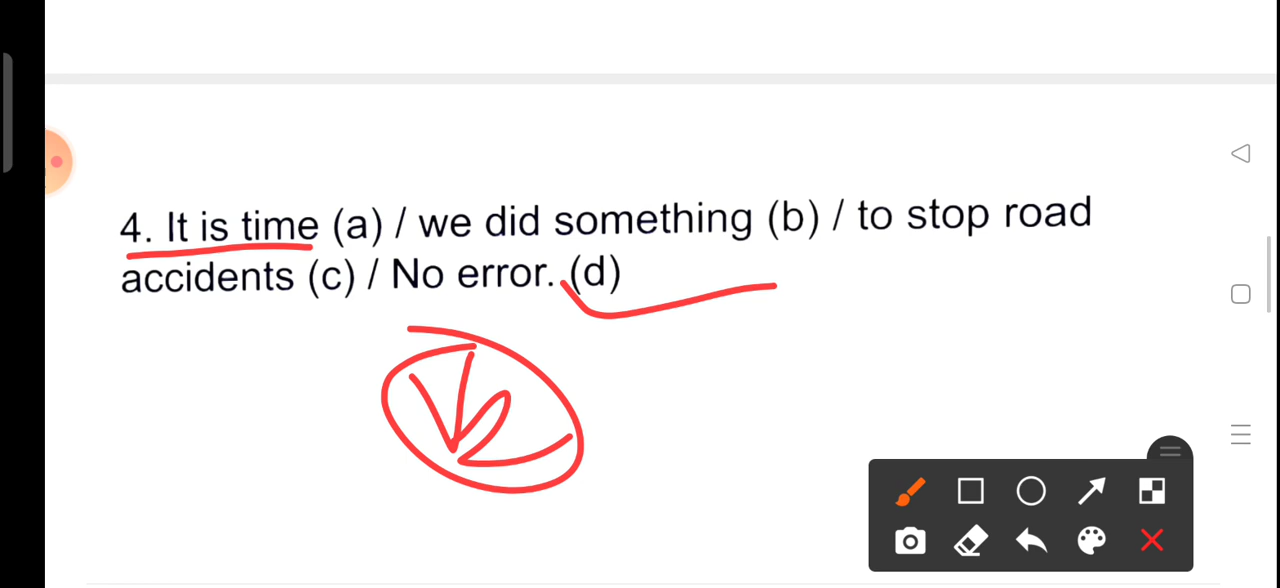 4. It is time (a) / we did something (b) / to stop road
accidents (c) / No error. (d)